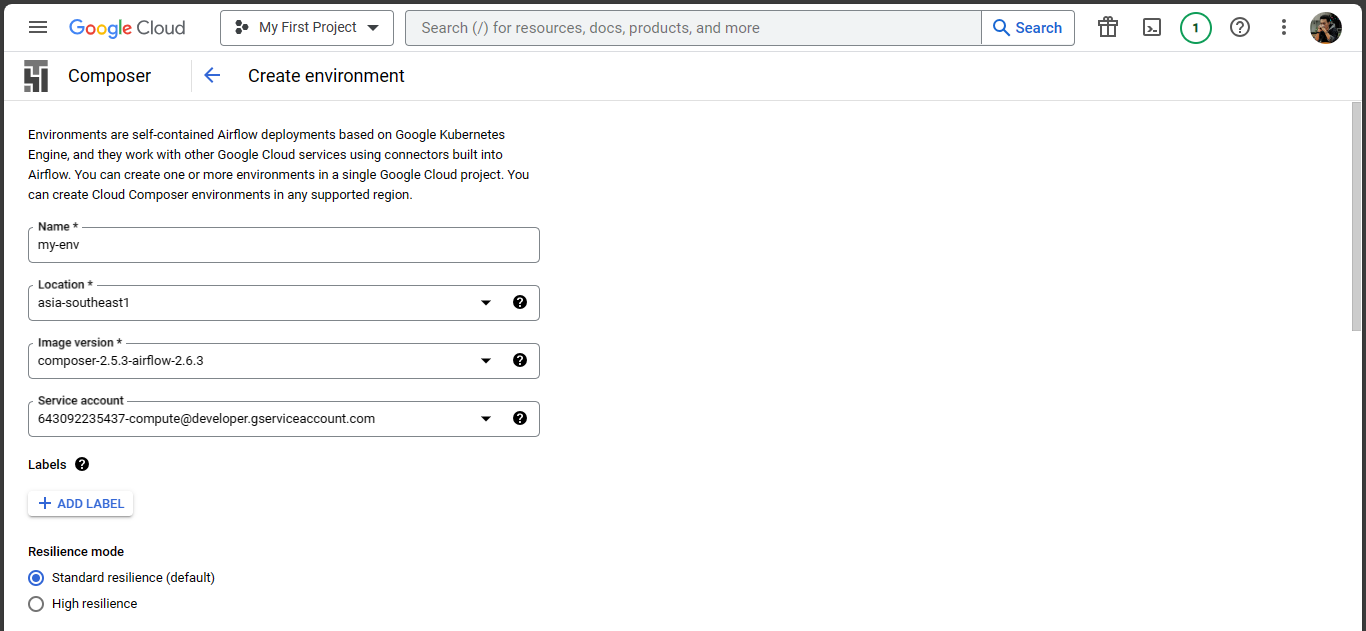 Google Cloud
My First Project
Search (/) for resources, docs, products, and more
Search
1
Composer
Create environment
Environments are self-contained Airflow deployments based on Google Kubernetes
Engine, and they work with other Google Cloud services using connectors built into
Airflow. You can create one or more environments in a single Google Cloud project. You
can create Cloud Composer environments in any supported region.
Name *
my-env
Location *
asia-southeast1
Image version *
composer-2.5.3-airflow-2.6.3
Service account
643092235437-compute@developer.gserviceaccount.com
Labels
ADD LABEL
Resilience mode
Standard resilience (default)
High resilience